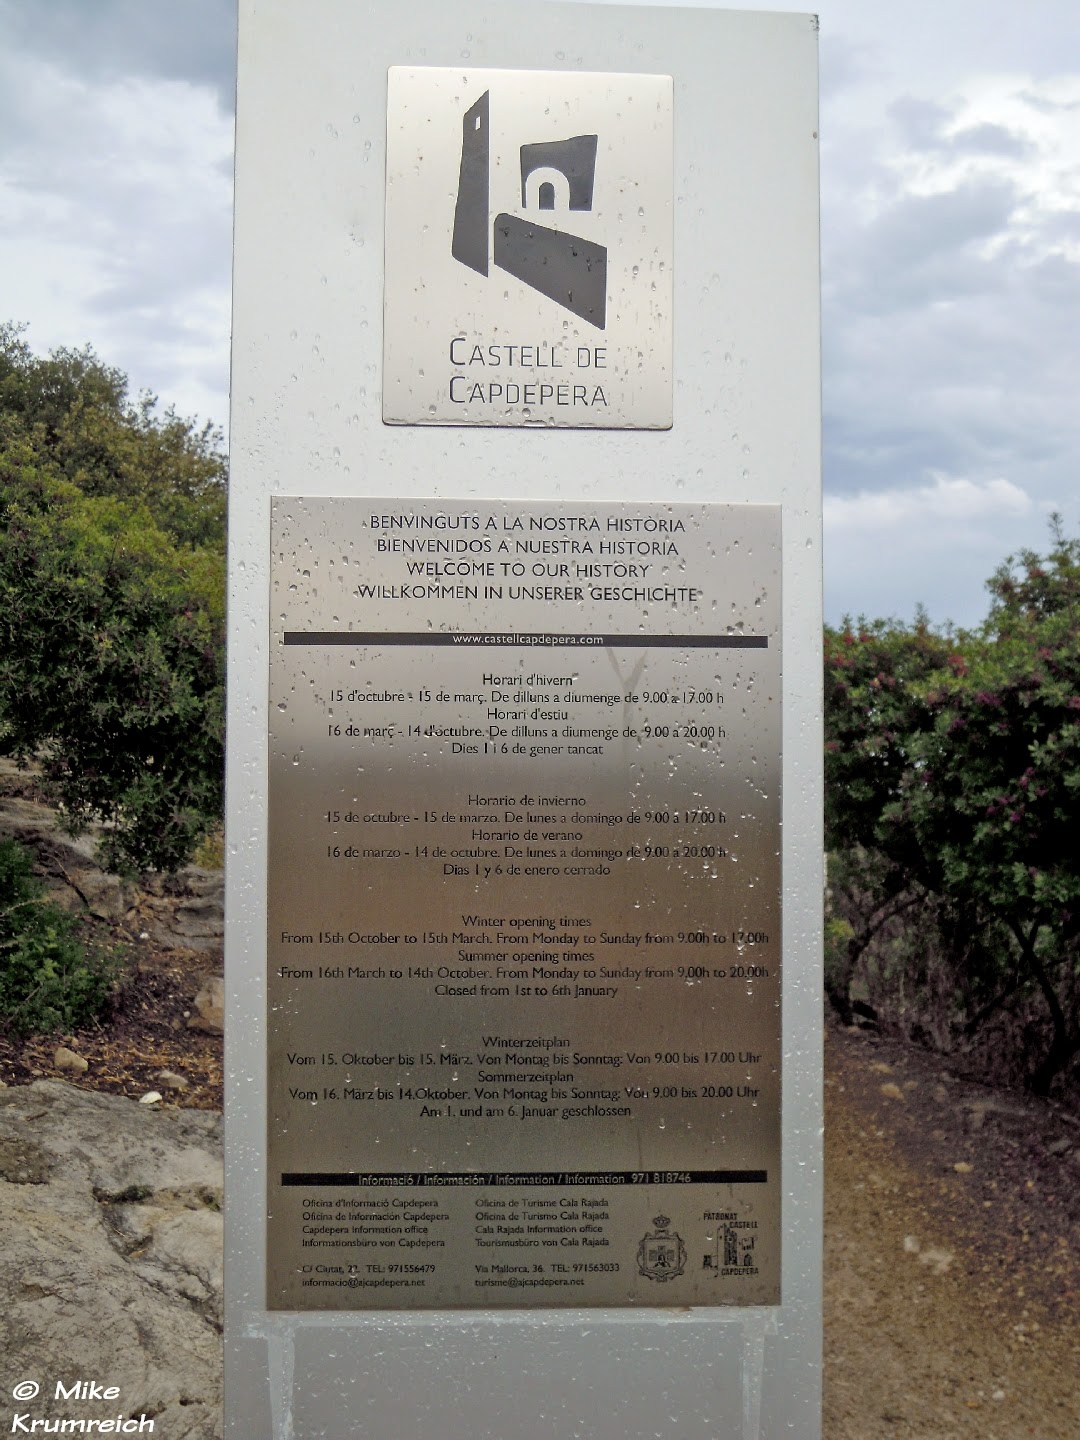 CASTELL DE
CAPDEPERA
BENVINGUTS A LA NOSTRA HISTÒRIA
BIENVENIDOS A NUESTRA HISTORIA
WELCOME TO OUR HISTORY
WILLKOMMEN IN UNSERER GESCHICHTE
www.castellcapdepera.com
Horari d'hivern
15 d'octubre - 15 de març. De dilluns a diumenge de 9.00 a 17.00 h
Horari d'estiu
16 de març - 14 d'octubre. De dilluns a diumenge de 9.00 a 20.00 h
Dies 1 i 6 de gener tancat
Horario de invierno
15 de octubre - 15 de marzo. De lunes a domingo de 9.00 a 17.00 h
Horario de verano
16 de marzo - 14 de octubre. De lunes a domingo de 9.00 a 20.00 h
Dias 1 y 6 de enero cerrado
Winter opening times
From 15th October to 15th March. From Monday to Sunday from 9.00h to 17.00h
Summer opening times
From 16th March to 14th October. From Monday to Sunday from 9.00h to 20.00h
Closed from 1st to 6th January
Winterzeitplan
Vom 15. Oktober bis 15. März. Von Montag bis Sonntag: Von 9.00 bis 17.00 Uhr
Sommerzeitplan
Vom 16. März bis 14.Oktober. Von Montag bis Sonntag: Von 9.00 bis 20.00 Uhr
Am 1. und am 6. Januar geschlossen
Informació / Información / Information / Information 971 818746
Oficina d'Informació Capdepera
Oficina de Información Capdepera
Capdepera Information office
Informationsbüro von Capdepera
C/ Ciutat, 22. TEL: 971556479
informacio@ajcapdepera.net
Oficina de Turisme Cala Rajada
Oficina de Turismo Cala Rajada
Cala Rajada Information office
Tourismusbüro von Cala Rajada
Via Mallorca, 36. TEL: 971563033
turisme@ajcapdepera.net
PATRONAT
CASTELL
CAPDEPERA
© Mike
Krumreich